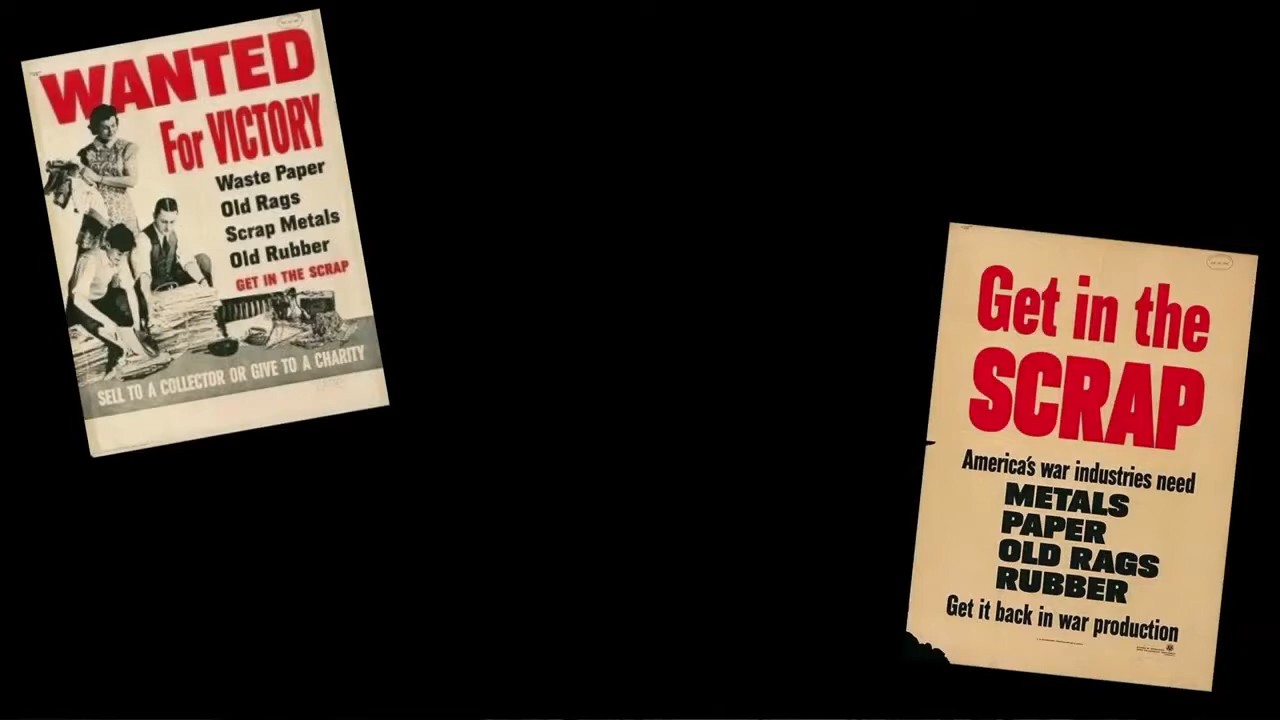 WANTED
For VICTORY
Waste Paper
Old Rags
Scrap Metals
Old Rubber
GET IN THE SCRAP
SELL TO A COLLECTOR OR GIVE TO A CHARITY
Get in the
SCRAP
America's war industries need
METALS
PAPER
OLD RAGS
RUBBER
Get it back in war production